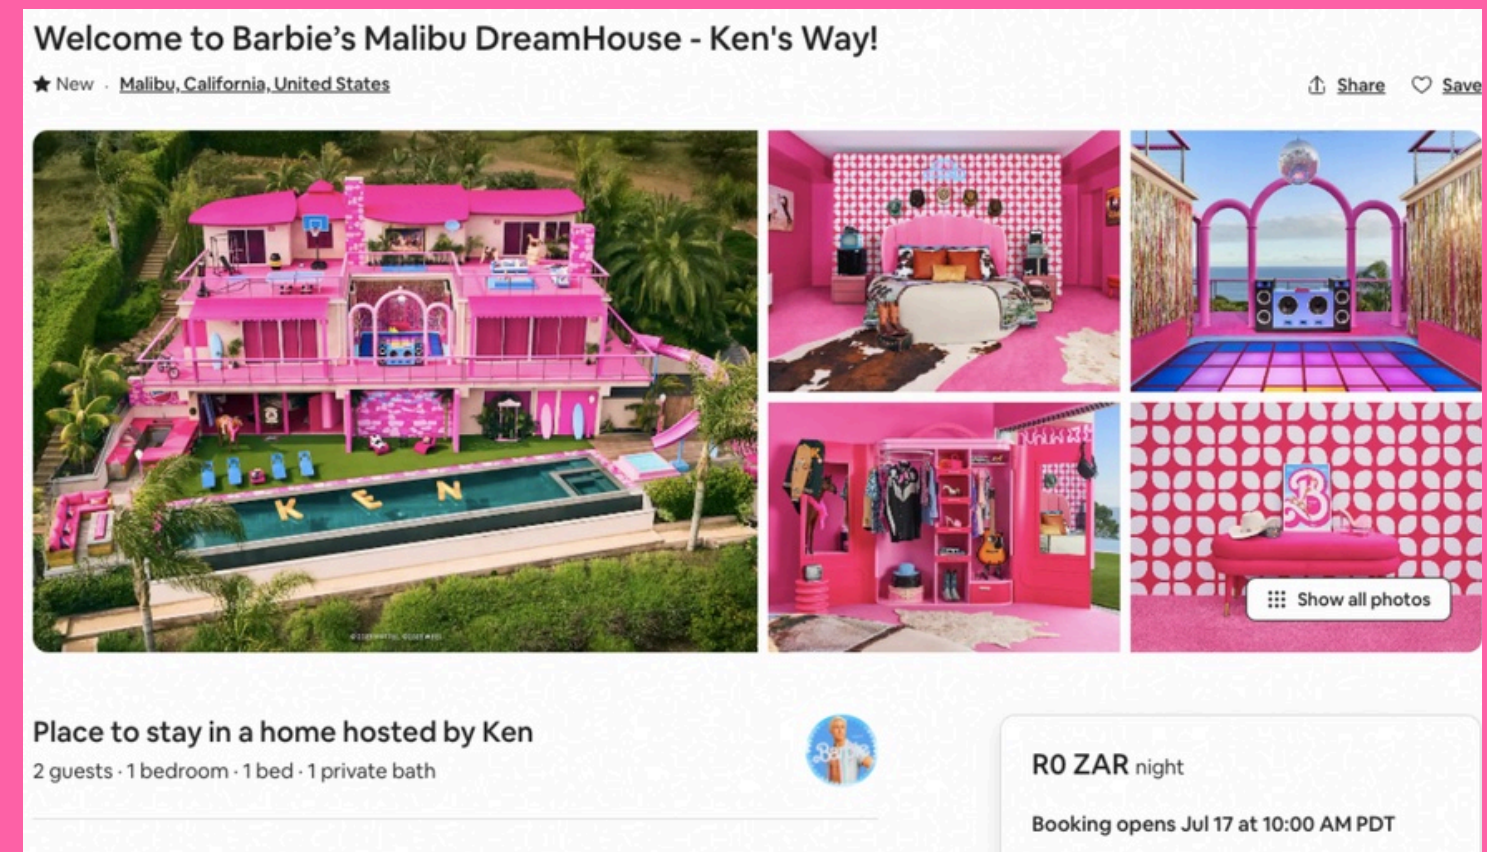 Welcome to Barbie’s Malibu DreamHouse - Ken's Way!
★ New · Malibu, California, United States
Share
Save
K E N
B
Show all photos
Place to stay in a home hosted by Ken
Barbie
2 guests · 1 bedroom · 1 bed · 1 private bath
R0 ZAR night
Booking opens Jul 17 at 10:00 AM PDT